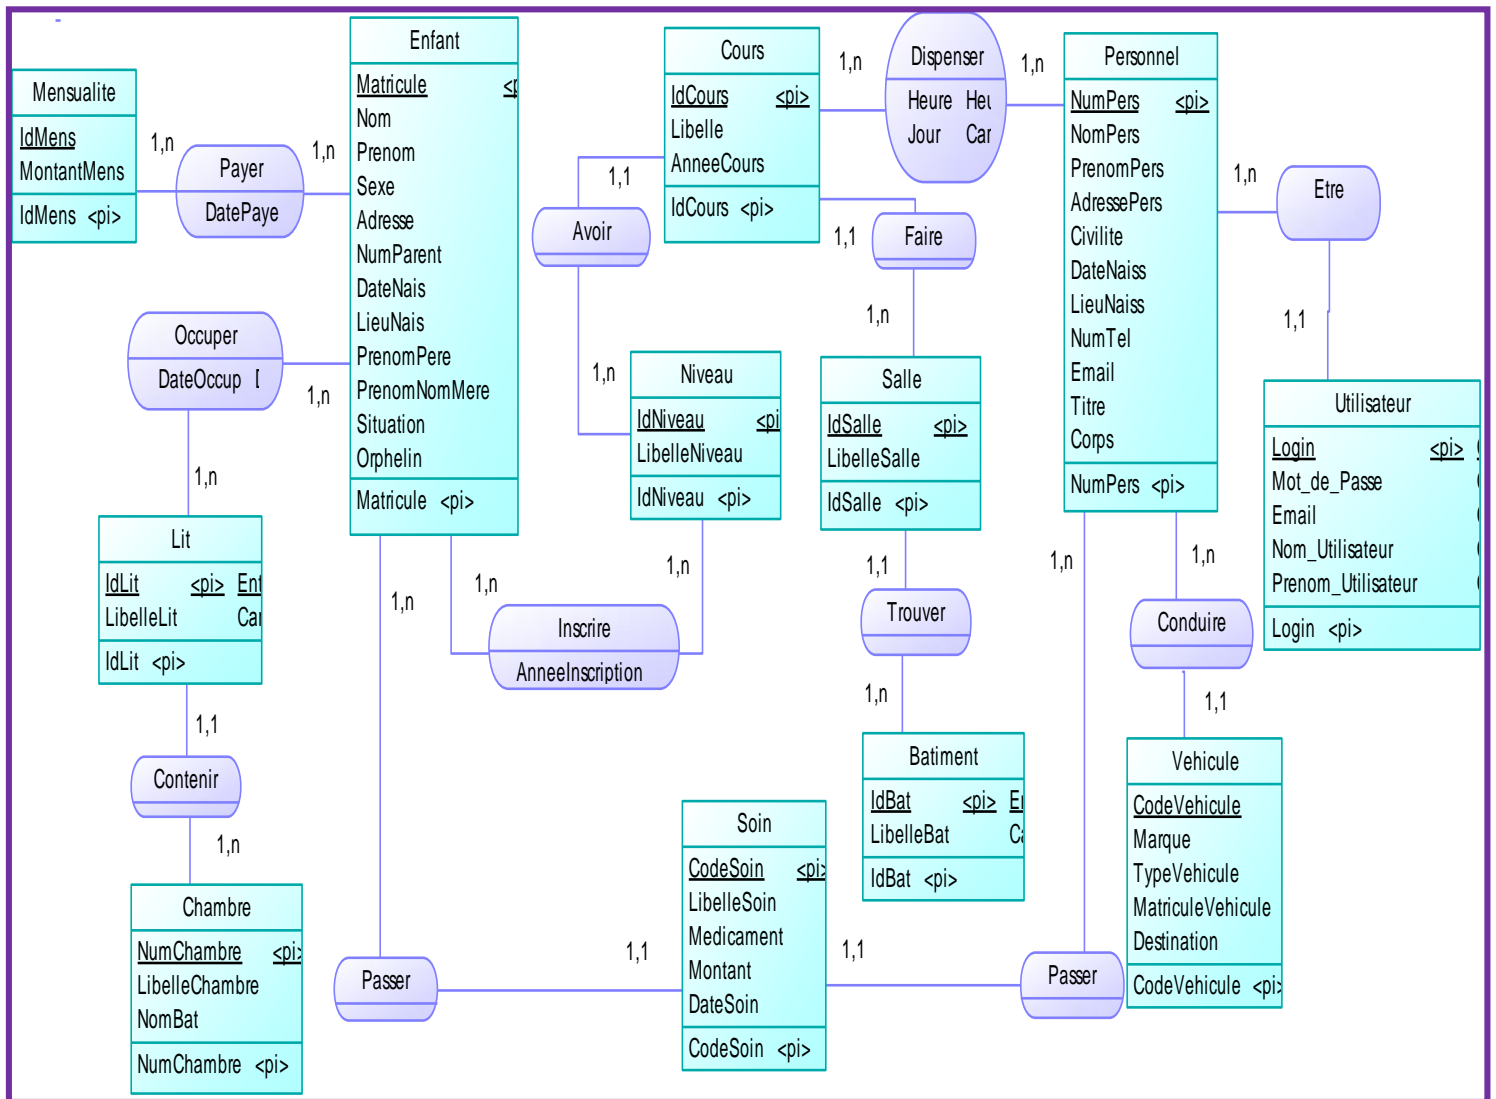 Mensualite
IdMens
MontantMens
IdMens <pi>
1,n
Payer
DatePaye
1,n
Enfant
Matricule
Nom
Prenom
Sexe
Adresse
NumParent
DateNais
LieuNais
PrenomPere
PrenomNomMere
Situation
Orphelin
Matricule <pi>
Cours
IdCours <pi>
Libelle
AnneeCours
IdCours <pi>
1,n
Dispenser
Heure
Jour
1,n
Personnel
NumPers <pi>
NomPers
PrenomPers
AdressePers
Civilite
DateNaiss
LieuNaiss
NumTel
Email
Titre
Corps
NumPers <pi>
1,n
Etre
1,1
Utilisateur
Login <pi>
Mot_de_Passe
Email
Nom_Utilisateur
Prenom_Utilisateur
Login <pi>
1,1
Avoir
1,n
1,1
Faire
1,n
Occuper
DateOccup
1,n
1,n
Niveau
IdNiveau <pi
LibelleNiveau
IdNiveau <pi>
Salle
IdSalle <pi>
LibelleSalle
IdSalle <pi>
Lit
IdLit <pi> Ent
LibelleLit Car
IdLit <pi>
1,n
1,n
1,n
Inscrire
AnneeInscription
1,1
Trouver
1,n
1,n
1,n
Conduire
1,1
1,1
Contenir
1,n
Chambre
NumChambre <pi>
LibelleChambre
NomBat
NumChambre <pi>
Batiment
IdBat <pi>
LibelleBat
IdBat <pi>
Vehicule
CodeVehicule
Marque
TypeVehicule
MatriculeVehicule
Destination
CodeVehicule <pi>
Soin
CodeSoin <pi>
LibelleSoin
Medicament
Montant
DateSoin
CodeSoin <pi>
Passer
1,1
1,1
Passer